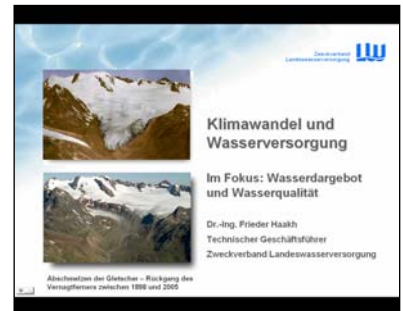 Zweckverband
Landeswasserversorgung
LW
Klimawandel und
Wasserversorgung
Im Fokus: Wasserdargebot
und Wasserqualität
Dr.-Ing. Frieder Haakh
Technischer Geschäftsführer
Zweckverband Landeswasserversorgung
Abschmelzen der Gletscher – Rückgang des
Vernagtferners zwischen 1898 und 2005